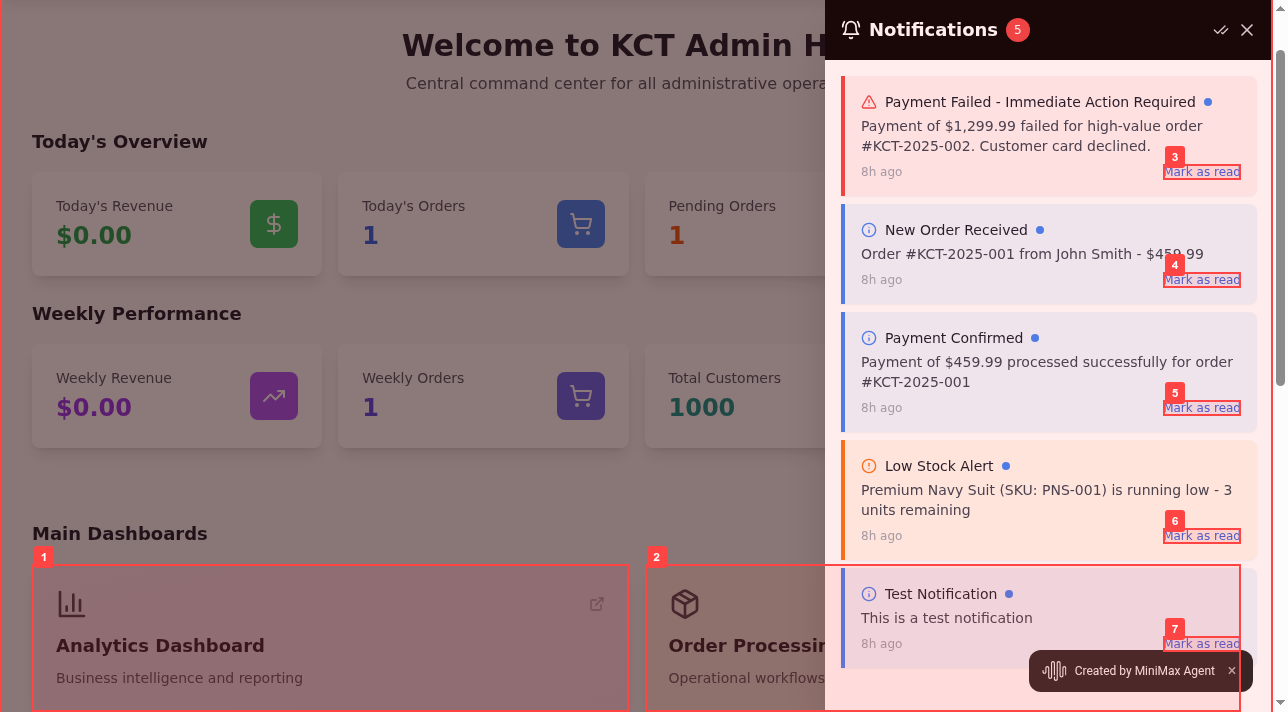 Welcome to KCT Admin H
Central command center for all administrative opera
Today's Overview
Today's Revenue
$0.00
Today's Orders
1
Pending Orders
1
Weekly Performance
Weekly Revenue
$0.00
Weekly Orders
1
Total Customers
1000
Main Dashboards
1
Analytics Dashboard
Business intelligence and reporting
2
Order Processin
Operational workflows
Notifications 5
Payment Failed - Immediate Action Required
Payment of $1,299.99 failed for high-value order
#KCT-2025-002. Customer card declined.
3
8h ago Mark as read
New Order Received
Order #KCT-2025-001 from John Smith - $459.99
4
8h ago Mark as read
Payment Confirmed
Payment of $459.99 processed successfully for order
#KCT-2025-001
5
8h ago Mark as read
Low Stock Alert
Premium Navy Suit (SKU: PNS-001) is running low - 3
units remaining
6
8h ago Mark as read
Test Notification
This is a test notification
7
8h ago Mark as read
Created by MiniMax Agent ×